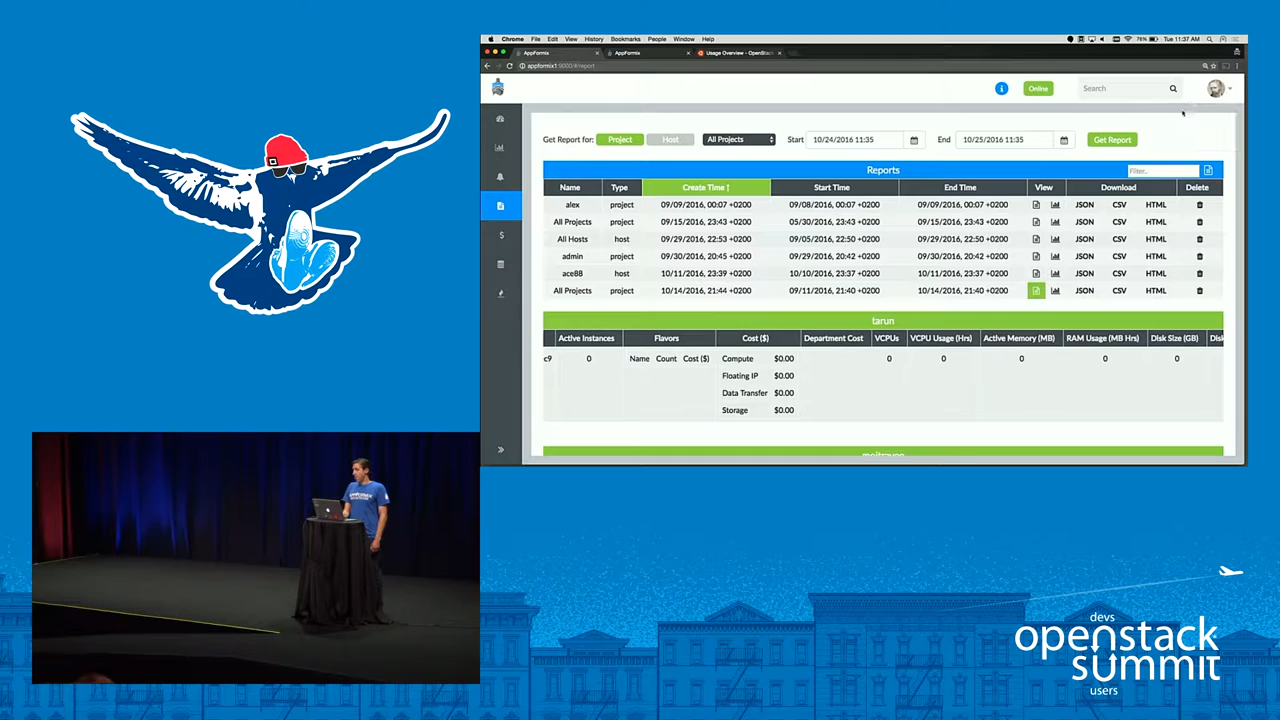 Chrome File Edit View History Bookmarks People Window Help
76% Tue 11:37 AM
AppFormix AppFormix Usage Overview - OpenSta
appformix1:9000/#report
Online Search
Get Report for: Project Host All Projects Start 10/24/2016 11:35 End 10/25/2016 11:35 Get Report
Reports Filter..
Name Type Create Time Start Time End Time View Download Delete
alex project 09/09/2016, 00:07 +0200 09/08/2016, 00:07 +0200 09/09/2016, 00:07 +0200 JSON CSV HTML
All Projects project 09/15/2016, 23:43 +0200 05/30/2016, 23:43 +0200 09/15/2016, 23:43 +0200 JSON CSV HTML
All Hosts host 09/29/2016, 22:53 +0200 09/05/2016, 22:50 +0200 09/29/2016, 22:53 +0200 JSON CSV HTML
admin project 09/30/2016, 20:45 +0200 09/29/2016, 20:42 +0200 09/30/2016, 20:42 +0200 JSON CSV HTML
ace88 host 10/11/2016, 23:39 +0200 10/10/2016, 23:37 +0200 10/11/2016, 23:37 +0200 JSON CSV HTML
All Projects project 10/14/2016, 21:44 +0200 09/11/2016, 21:40 +0200 10/14/2016, 21:40 +0200 JSON CSV HTML
tarun
Active Instances Flavors Cost ($) Department Cost VCPUs VCPU Usage (Hrs) Active Memory (MB) RAM Usage (MB Hrs) Disk Size (GB) Disk
c9 0 Name Count Cost ($) Compute $0.00 0 0 0 0 0
Floating IP $0.00
Data Transfer $0.00
Storage $0.00
devs
openstack
summit
users